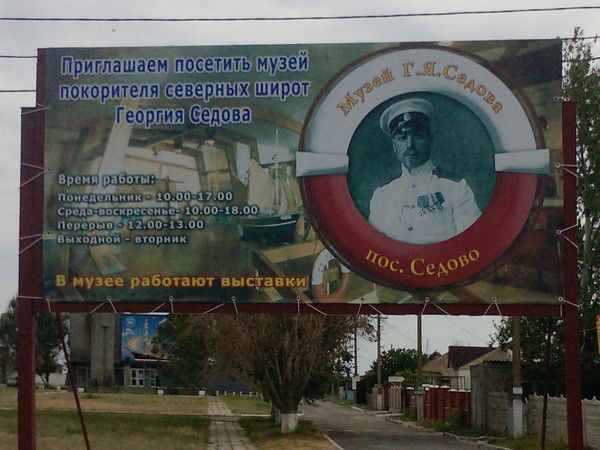 Приглашаем посетить музей
покорителя северных широт
Георгия Седова
Время работы:
Понедельник - 10.00-17.00
Среда-воскресенье- 10.00-18.00
Перерыв - 12.00-13.00
Выходной - вторник
В музее работают выставки
Музей Г.Я.Седова
пос. Седово